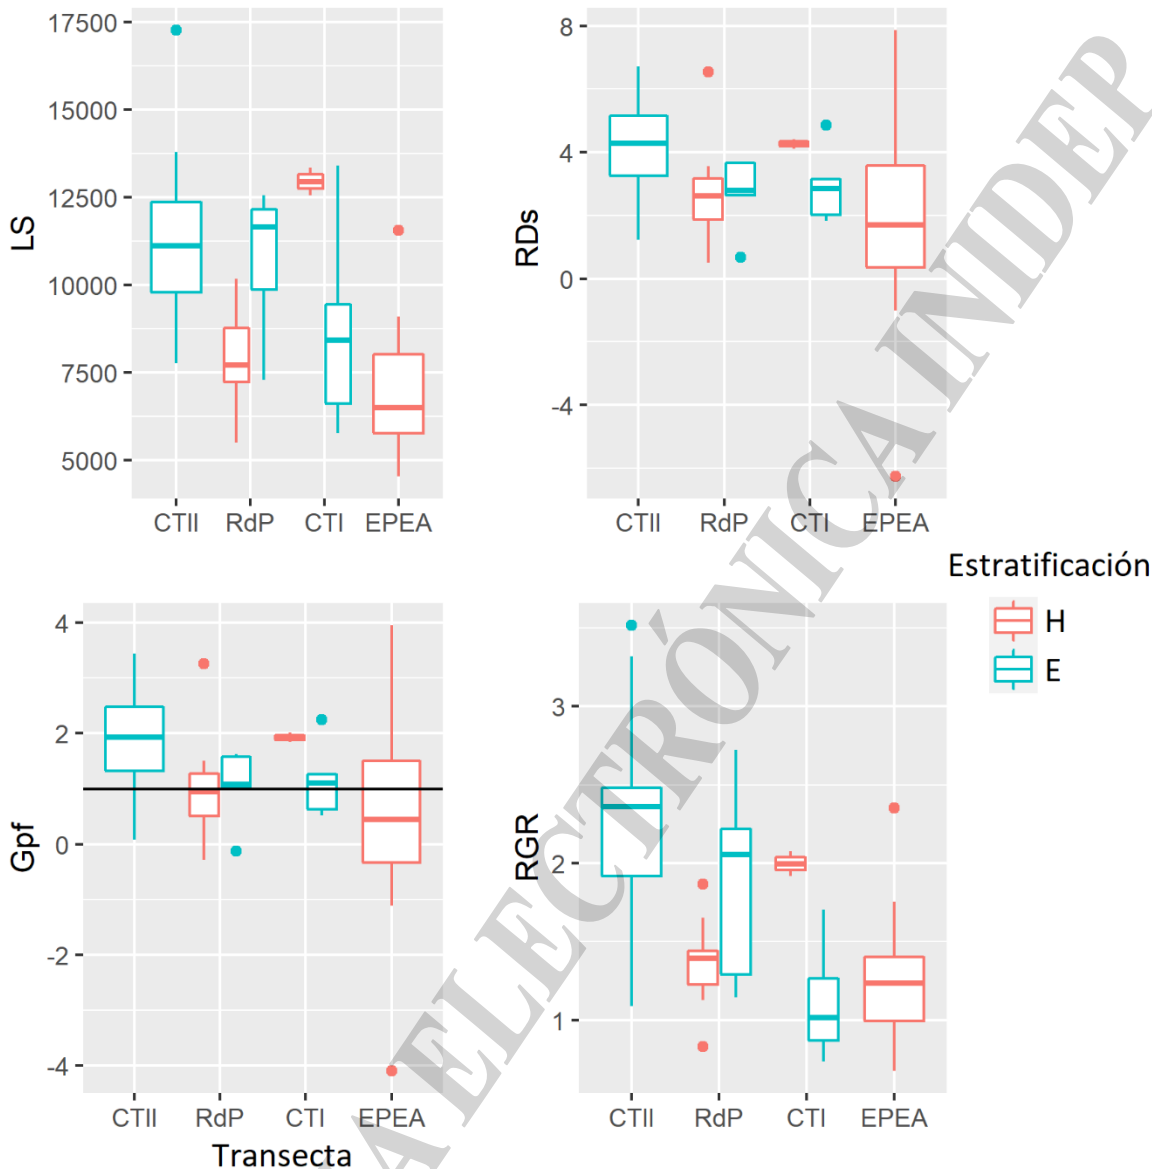 LS
17500
15000
12500
10000
7500
5000
CTII RdP CTI EPEA
RDs
8
4
0
-4
CTII RdP CTI EPEA
Estratificación
H
E
Gpf
4
2
0
-2
-4
CTII RdP CTI EPEA
Transecta
RGR
3
2
1
CTII RdP CTI EPEA
A ELECTRÓNICA INIDEP